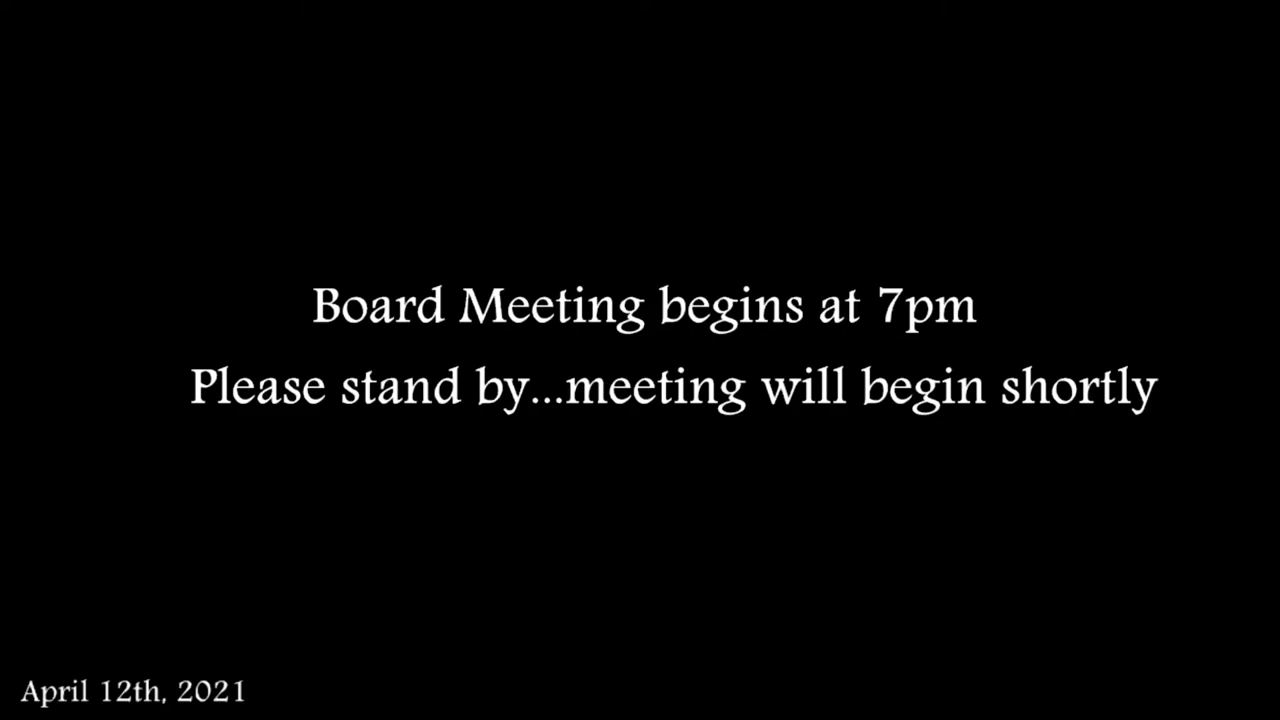 Board Meeting begins at 7pm
Please stand by...meeting will begin shortly
April 12th, 2021